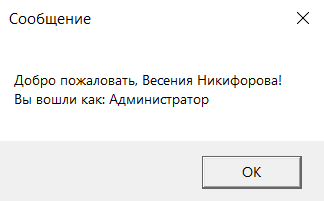 Сообщение
Добро пожаловать, Весения Никифорова!
Вы вошли как: Администратор
OK